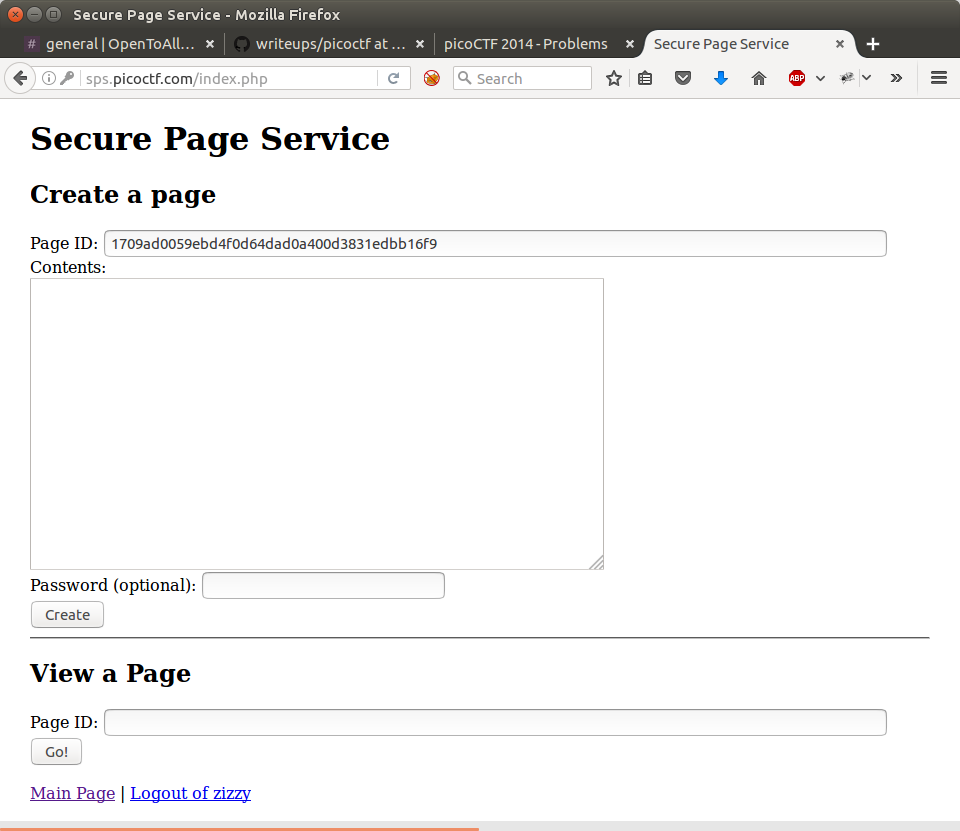 Secure Page Service - Mozilla Firefox
# general | OpenToAll... × writeups/picoctf at ... × picoCTF 2014 - Problems × Secure Page Service × +
sps.picoctf.com/index.php Search ABP »
Secure Page Service
Create a page
Page ID: 1709ad0059ebd4f0d64dad0a400d3831edbb16f9
Contents:
Password (optional):
Create
View a Page
Page ID:
Go!
Main Page | Logout of zizzy